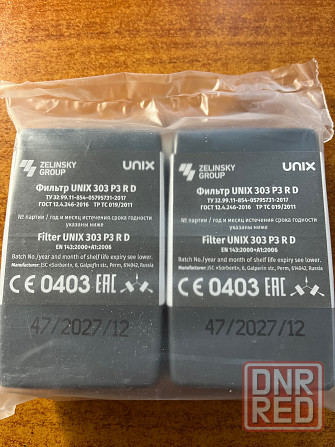 ZELINSKY
GROUP
UNIX
Фильтр UNIX 303 P3 R D
ТУ 32.99.11-854-05795731-2017
ГОСТ 12.4.246-2016 ТР ТС 019/2011
№ партии / год и месяц истечения срока годности
указаны ниже
Filter UNIX 303 P3 R D
EN 143:2000+A1:2006
Batch No./year and month of shelf life expiry see lower.
Manufacturer: JSC «Sorbent», 6, Galperin str., Perm, 614042, Russia
CE 0403 EAC
47/2027/12
ZELINSKY
GROUP
UNIX
Фильтр UNIX 303 P3 R D
ТУ 32.99.11-854-05795731-2017
ГОСТ 12.4.246-2016 ТР ТС 019/2011
№ партии / год и месяц истечения срока годности
указаны ниже
Filter UNIX 303 P3 R D
EN 143:2000+A1:2006
Batch No./year and month of shelf life expiry see lower.
Manufacturer: JSC «Sorbent», 6, Galperin str., Perm, 614042, Russia
CE 0403 EAC
47/2027/12
DNR
RED